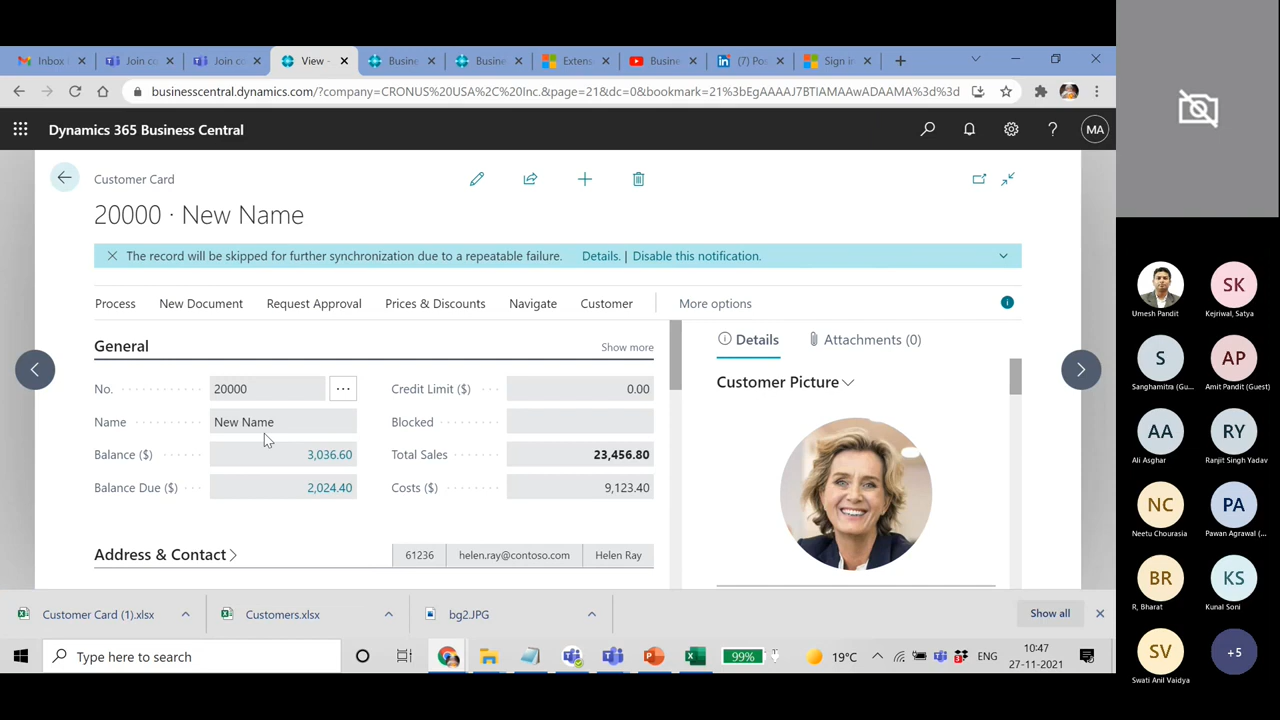 Inbox
Join co
Join co
View -
Busine
Busine
Extens
Busine
(7) Pos
Sign in
businesscentral.dynamics.com/?company=CRONUS%20USA%2C%20Inc.&page=21&dc=0&bookmark=21%3bEgAAAAJ7BTIAMAAwADAAMA%3d%3d
Dynamics 365 Business Central
MA
Customer Card
20000 · New Name
The record will be skipped for further synchronization due to a repeatable failure. Details. | Disable this notification.
Process New Document Request Approval Prices & Discounts Navigate Customer More options
General
Show more
No. 20000
Name New Name
Balance ($) 3,036.60
Balance Due ($) 2,024.40
Credit Limit ($) 0.00
Blocked
Total Sales 23,456.80
Costs ($) 9,123.40
Address & Contact
61236 helen.ray@contoso.com Helen Ray
Details Attachments (0)
Customer Picture
Customer Card (1).xlsx
Customers.xlsx
bg2.JPG
Show all
Type here to search
99%
19°C
ENG
10:47
27-11-2021
Umesh Pandit
SK
Kejriwal, Satya
S
Sanghamitra (Gu...
AP
Amit Pandit (Guest)
AA
Ali Asghar
RY
Ranjit Singh Yadav
NC
Neetu Chourasia
PA
Pawan Agrawal (...
BR
R, Bharat
KS
Kunal Soni
SV
Swati Anil Vaidya
+5